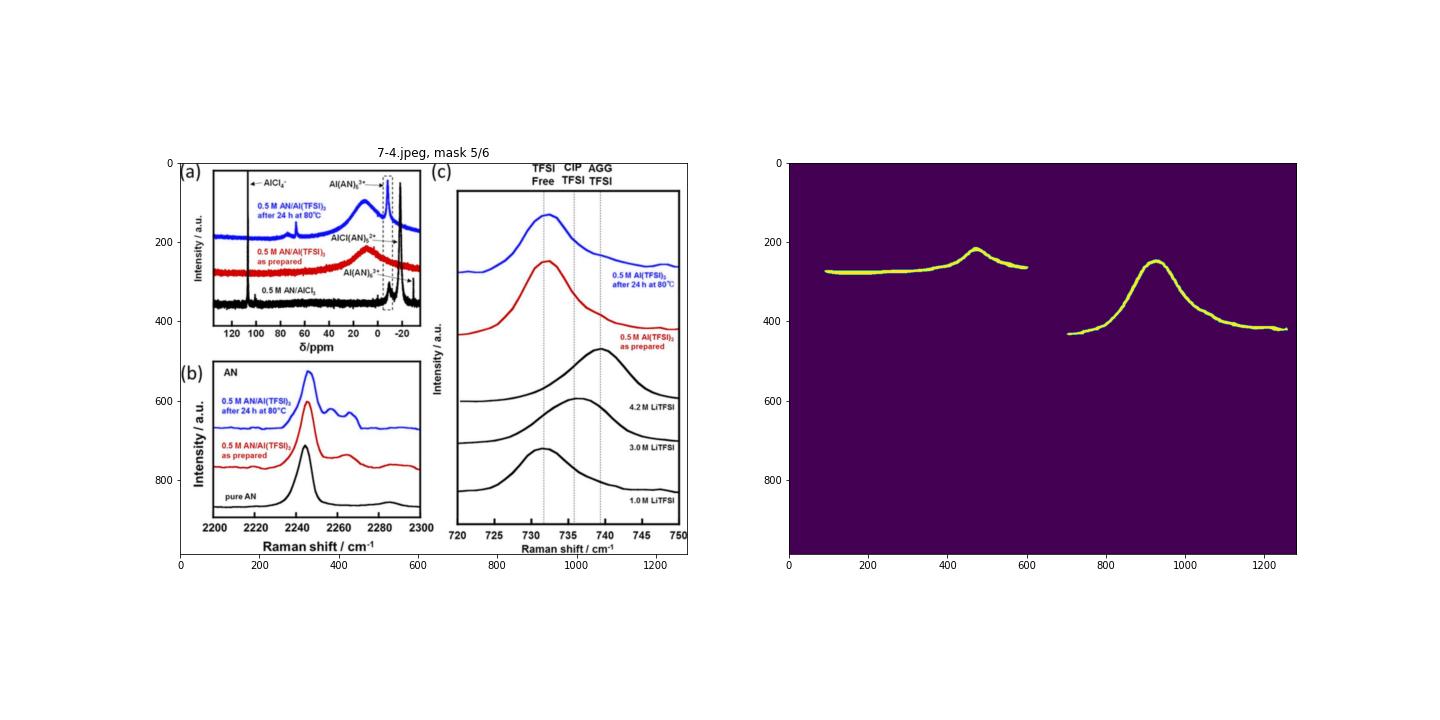 7-4.jpeg, mask 5/6
(a)
AlCl₄⁻
Al(AN)₆³⁺
0.5 M AN/Al(TFSI)₃
after 24 h at 80℃
AlCl(AN)₅²⁺
0.5 M AN/Al(TFSI)₃
as prepared
Al(AN)₆³⁺
0.5 M AN/AlCl₃
Intensity / a.u.
120 100 80 60 40 20 0 -20
δ/ppm
(b)
AN
0.5 M AN/Al(TFSI)₃
after 24 h at 80°C
0.5 M AN/Al(TFSI)₃
as prepared
pure AN
Intensity / a.u.
2200 2220 2240 2260 2280 2300
Raman shift / cm⁻¹
(c)
TFSI CIP AGG
Free TFSI TFSI
0.5 M Al(TFSI)₃
after 24 h at 80℃
0.5 M Al(TFSI)₃
as prepared
4.2 M LiTFSI
3.0 M LiTFSI
1.0 M LiTFSI
Intensity / a.u.
720 725 730 735 740 745 750
Raman shift / cm⁻¹
0
200
400
600
800
0 200 400 600 800 1000 1200
0
200
400
600
800
0 200 400 600 800 1000 1200